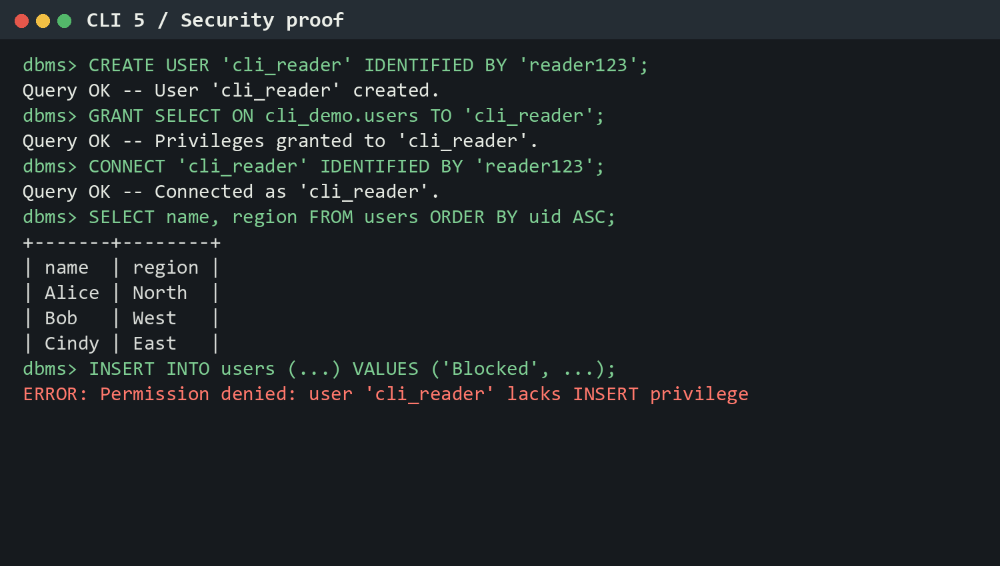 CLI 5 / Security proof
dbms> CREATE USER 'cli_reader' IDENTIFIED BY 'reader123';
Query OK -- User 'cli_reader' created.
dbms> GRANT SELECT ON cli_demo.users TO 'cli_reader';
Query OK -- Privileges granted to 'cli_reader'.
dbms> CONNECT 'cli_reader' IDENTIFIED BY 'reader123';
Query OK -- Connected as 'cli_reader'.
dbms> SELECT name, region FROM users ORDER BY uid ASC;
+-------+--------+
| name  | region |
| Alice | North  |
| Bob   | West   |
| Cindy | East   |
dbms> INSERT INTO users (...) VALUES ('Blocked', ...);
ERROR: Permission denied: user 'cli_reader' lacks INSERT privilege